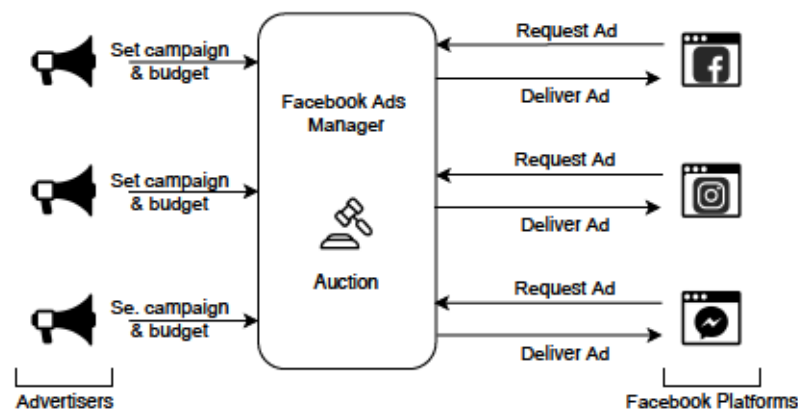 Set campaign
& budget
Request Ad
Deliver Ad
Facebook Ads
Manager
Set campaign
& budget
Request Ad
Deliver Ad
Auction
Se. campaign
& budget
Request Ad
Deliver Ad
Advertisers
Facebook Platforms